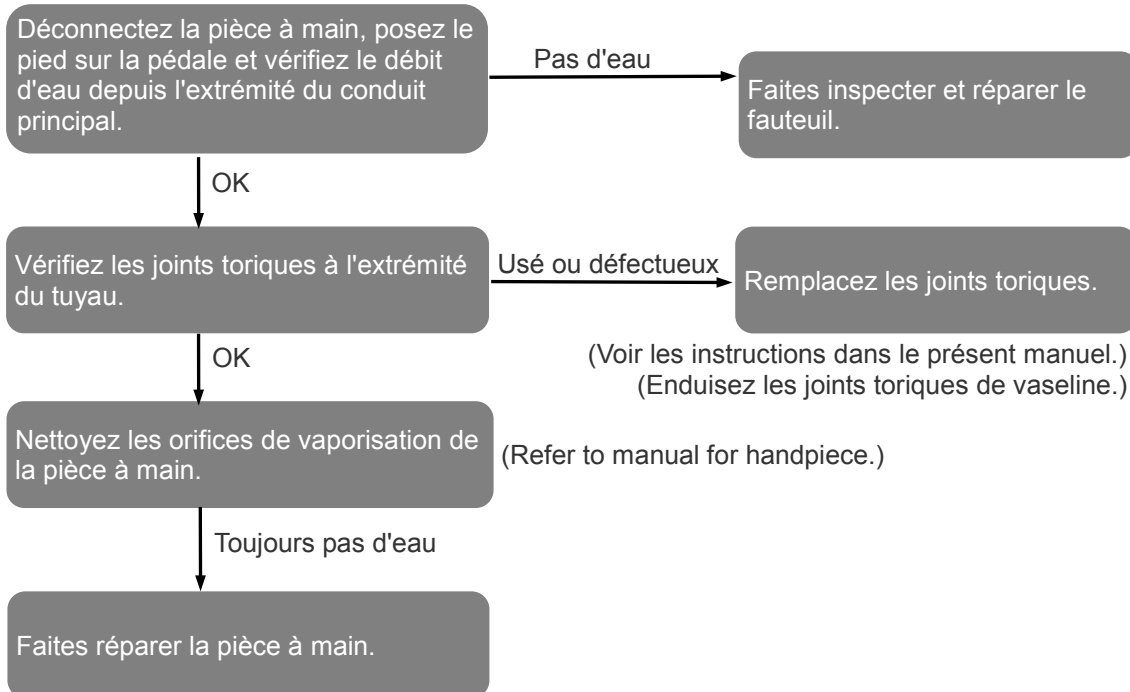 Déconnectez la pièce à main, posez le
pied sur la pédale et vérifiez le débit
d'eau depuis l'extrémité du conduit
principal.
Pas d'eau
Faites inspecter et réparer le
fauteuil.
OK
Vérifiez les joints toriques à l'extrémité
du tuyau.
Usé ou défectueux
Remplacez les joints toriques.
(Voir les instructions dans le présent manuel.)
(Enduisez les joints toriques de vaseline.)
OK
Nettoyez les orifices de vaporisation de
la pièce à main.
(Refer to manual for handpiece.)
Toujours pas d'eau
Faites réparer la pièce à main.